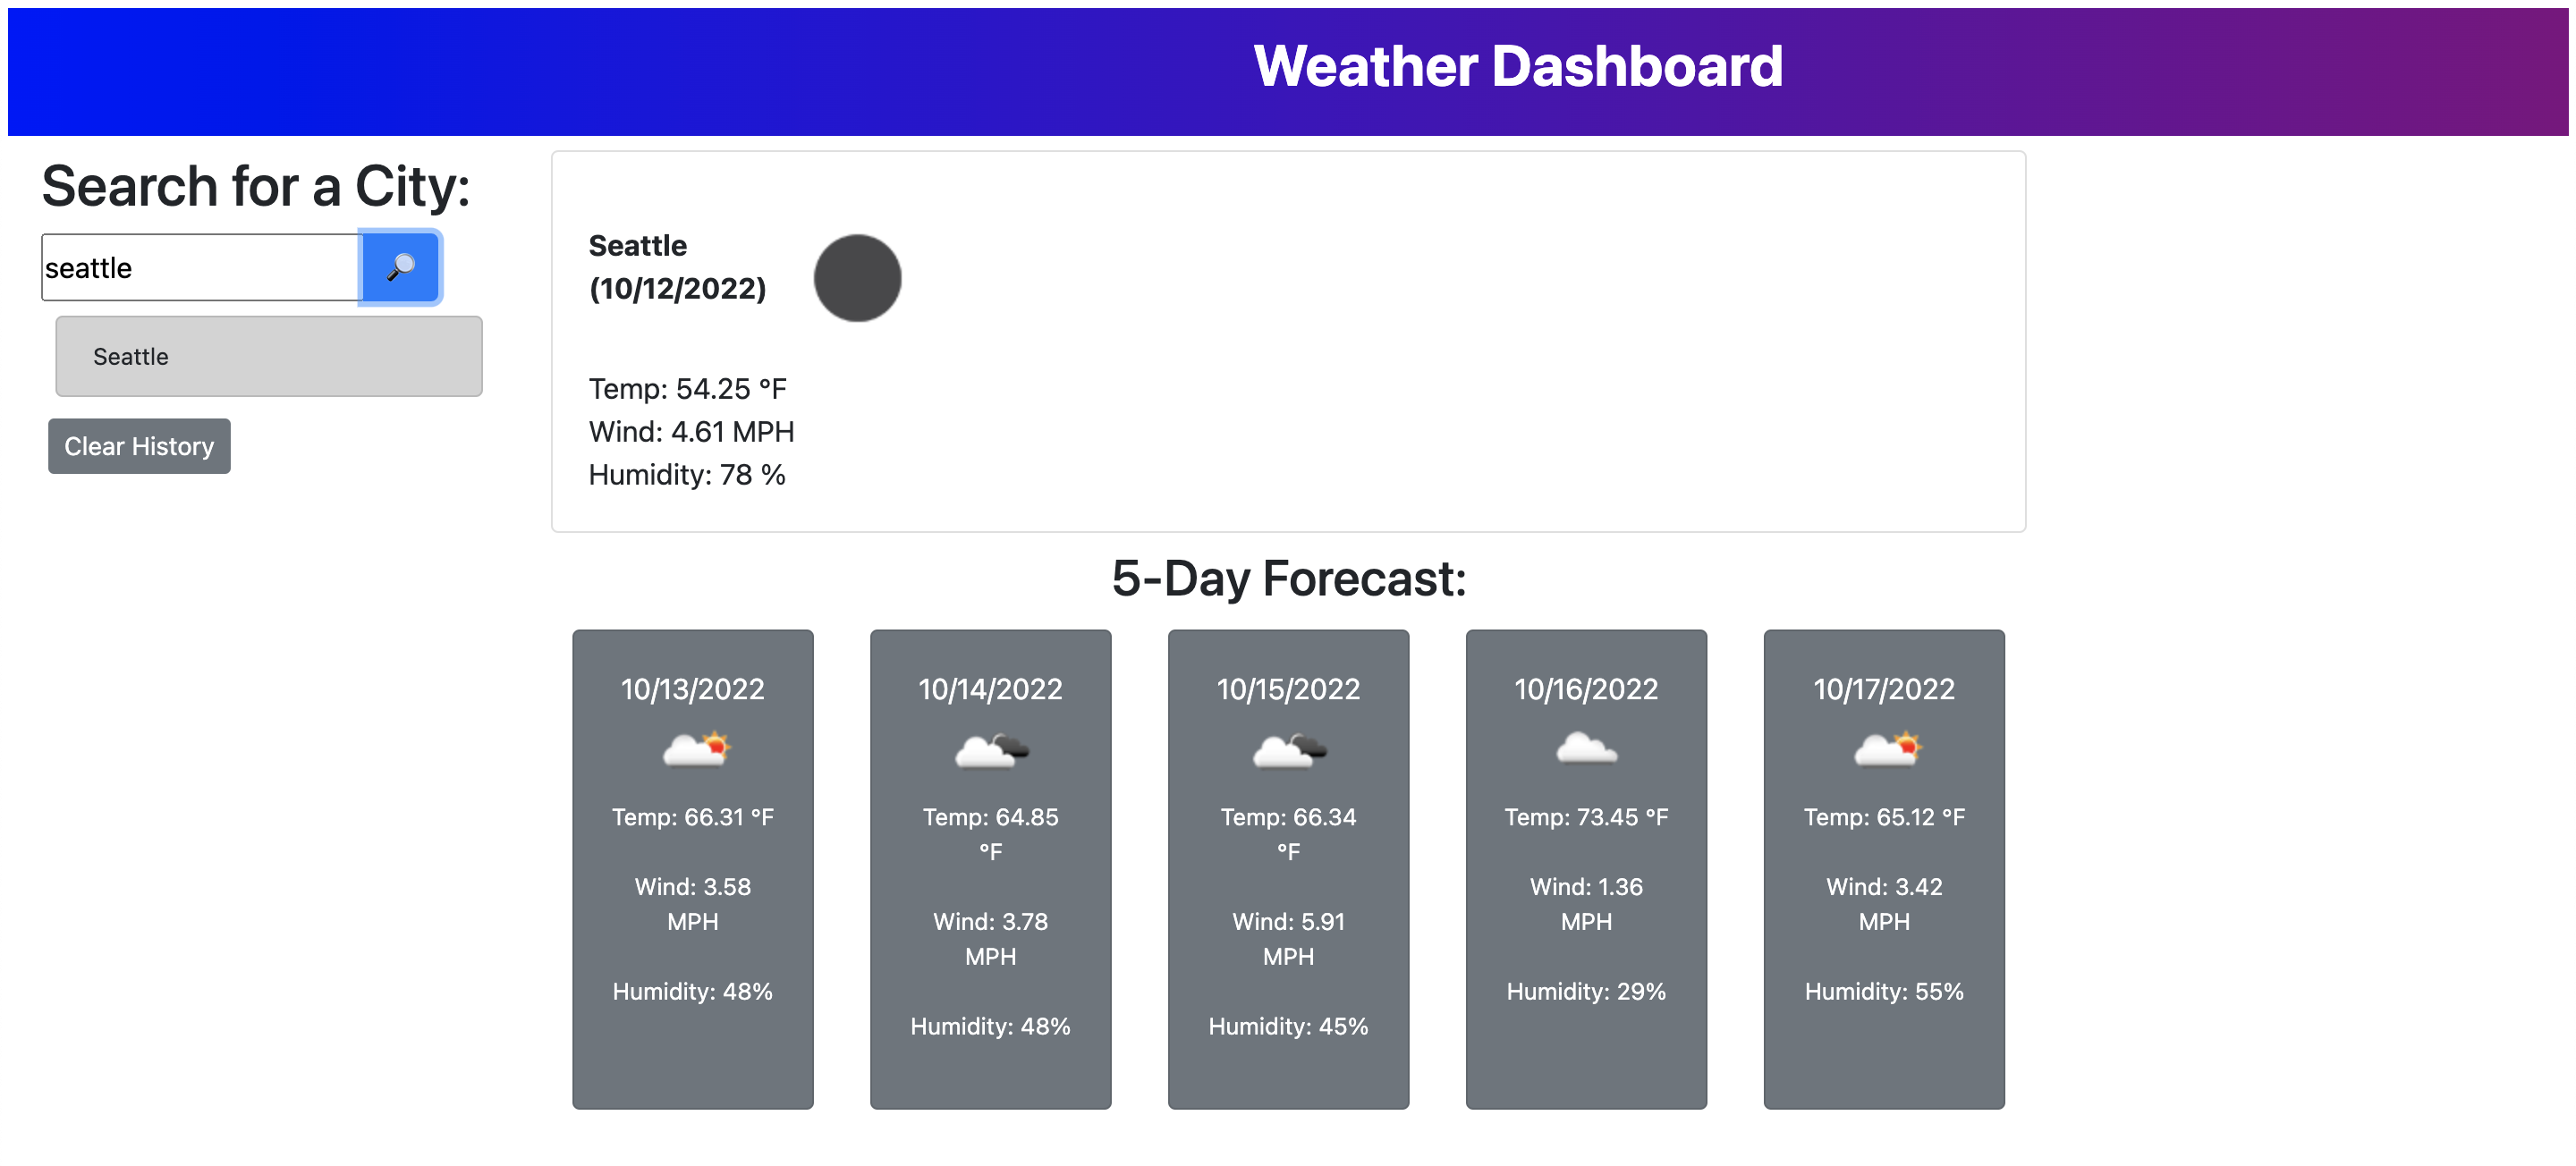 Weather Dashboard
Search for a City:
seattle
Seattle
Clear History
Seattle
(10/12/2022)
Temp: 54.25 °F
Wind: 4.61 MPH
Humidity: 78 %
5-Day Forecast:
10/13/2022
Temp: 66.31 °F
Wind: 3.58
MPH
Humidity: 48%
10/14/2022
Temp: 64.85
°F
Wind: 3.78
MPH
Humidity: 48%
10/15/2022
Temp: 66.34
°F
Wind: 5.91
MPH
Humidity: 45%
10/16/2022
Temp: 73.45 °F
Wind: 1.36
MPH
Humidity: 29%
10/17/2022
Temp: 65.12 °F
Wind: 3.42
MPH
Humidity: 55%